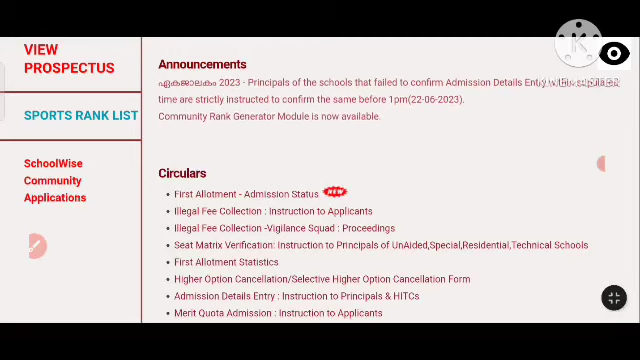 VIEW
PROSPECTUS
SPORTS RANK LIST
SchoolWise
Community
Applications
Announcements
ഏകജാലകം 2023 - Principals of the schools that failed to confirm Admission Details Entry
time are strictly instructed to confirm the same before 1pm(22-06-2023).
Community Rank Generator Module is now available.
Circulars
First Allotment - Admission Status NEW
Illegal Fee Collection : Instruction to Applicants
Illegal Fee Collection -Vigilance Squad : Proceedings
Seat Matrix Verification: Instruction to Principals of UnAided,Special,Residential,Technical Schools
First Allotment Statistics
Higher Option Cancellation/Selective Higher Option Cancellation Form
Admission Details Entry : Instruction to Principals & HITCs
Merit Quota Admission : Instruction to Applicants
K